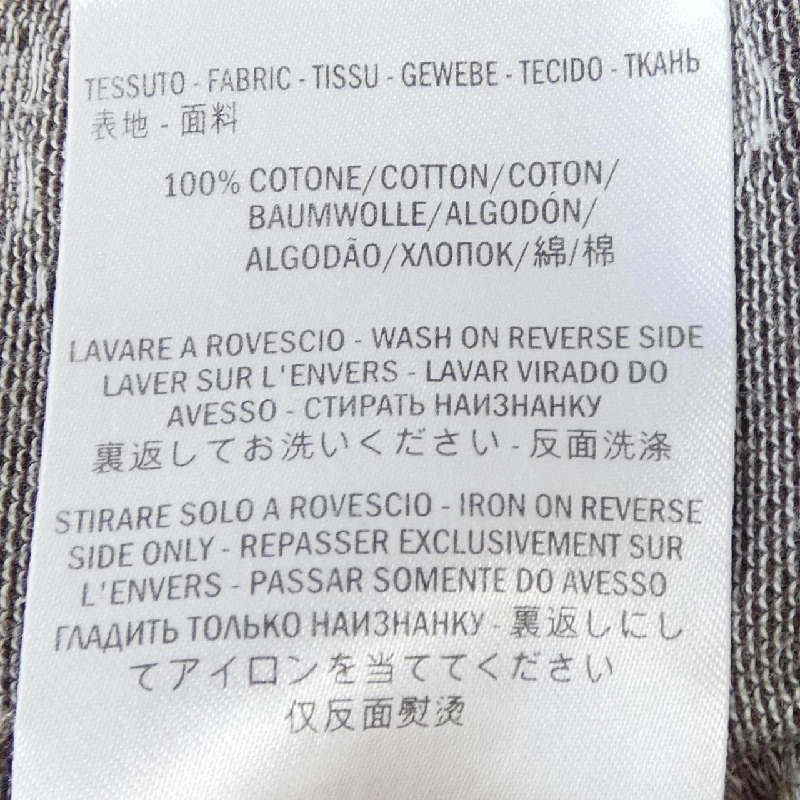 TESSUTO - FABRIC - TISSU - GEWEBE - TECIDO - ТКАНЬ
表地 - 面料
100% COTONE/COTTON/COTON/
BAUMWOLLE/ALGODÓN/
ALGODÃO/ХЛОПОК/綿/棉
LAVARE A ROVESCIO - WASH ON REVERSE SIDE
LAVER SUR L'ENVERS - LAVAR VIRADO DO
AVESSO - СТИРАТЬ НАИЗНАНКУ
裏返してお洗いください - 反面洗涤
STIRARE SOLO A ROVESCIO - IRON ON REVERSE
SIDE ONLY - REPASSER EXCLUSIVEMENT SUR
L'ENVERS - PASSAR SOMENTE DO AVESSO
ГЛАДИТЬ ТОЛЬКО НАИЗНАНКУ - 裏返しにし
てアイロンを当ててください
仅反面熨烫